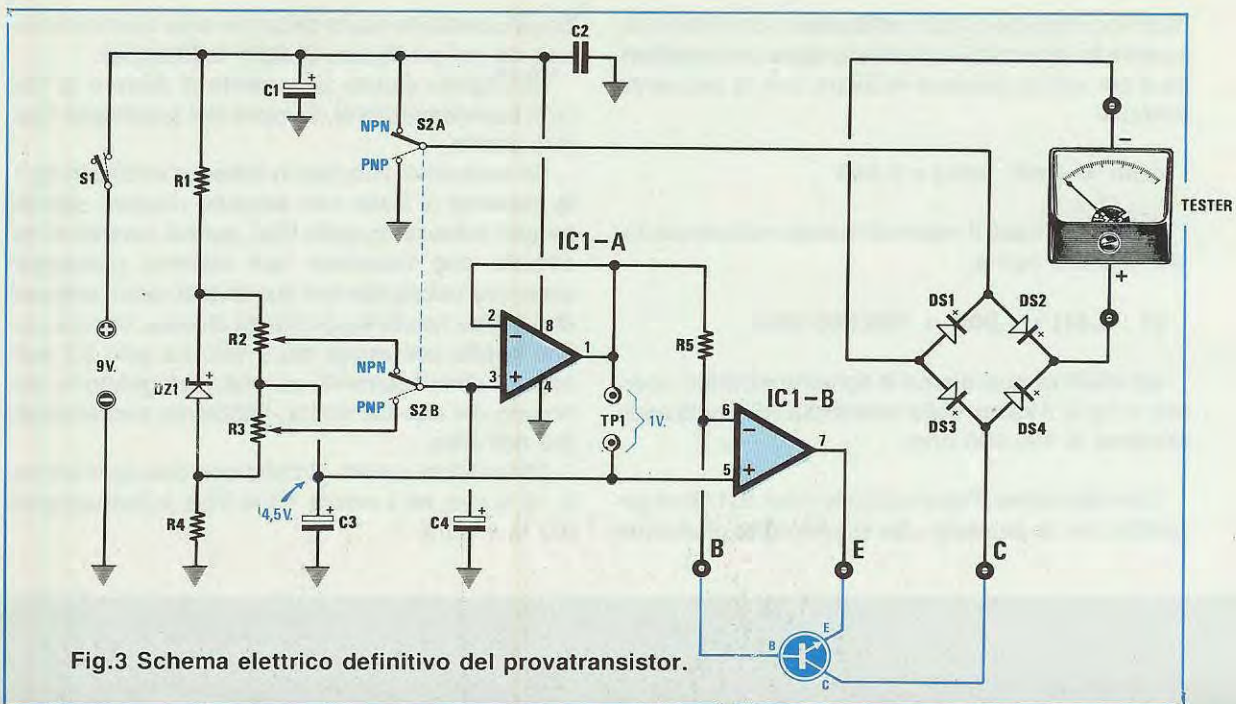 C2
C1
NPN
S2A
PNP
S1
R1
IC1-A
R2
NPN
2
8
1
3
4
PNP
S2B
9V.
DZ1
R3
R4
4,5V.
C3
C4
TP1
1V.
R5
IC1-B
6
5
7
−
TESTER
+
DS1
DS2
DS3
DS4
B
E
C
B
E
C
Fig.3 Schema elettrico definitivo del provatransistor.